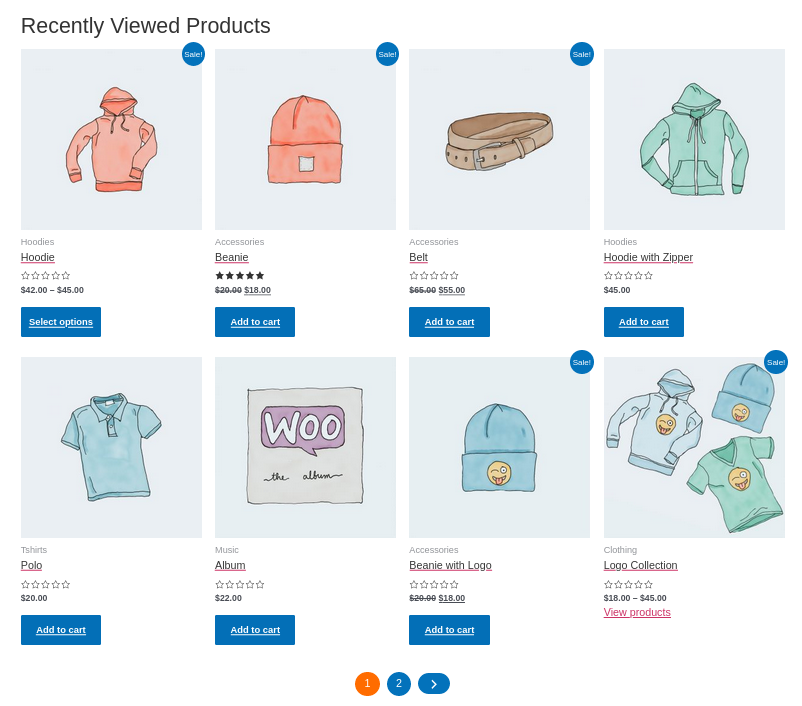 Recently Viewed Products
Sale!
Sale!
Sale!
Hoodies
Hoodie
$42.00 – $45.00
Select options
Accessories
Beanie
$20.00 $18.00
Add to cart
Accessories
Belt
$65.00 $55.00
Add to cart
Hoodies
Hoodie with Zipper
$45.00
Add to cart
Sale!
Sale!
WOO
the album
Tshirts
Polo
$20.00
Add to cart
Music
Album
$22.00
Add to cart
Accessories
Beanie with Logo
$20.00 $18.00
Add to cart
Clothing
Logo Collection
$18.00 – $45.00
View products
1
2